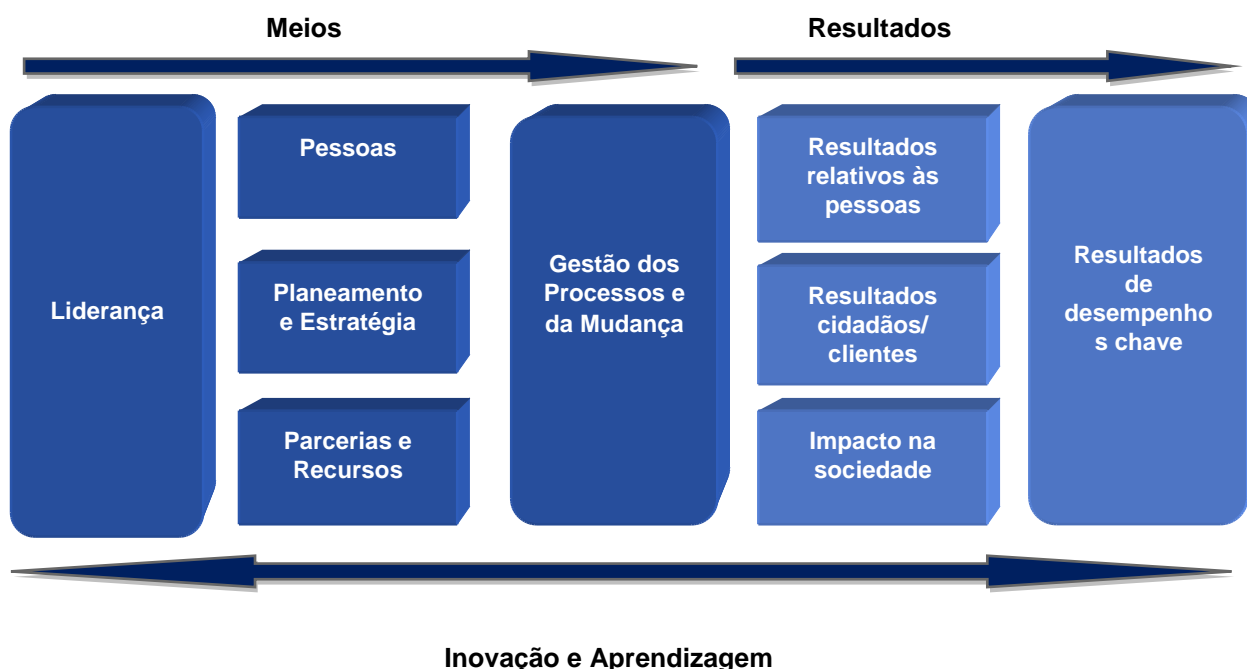 Meios
Resultados
Liderança
Pessoas
Planeamento
e Estratégia
Parcerias e
Recursos
Gestão dos
Processos e
da Mudança
Resultados
relativos às
pessoas
Resultados
cidadãos/
clientes
Impacto na
sociedade
Resultados
de
desempenho
s chave
Inovação e Aprendizagem